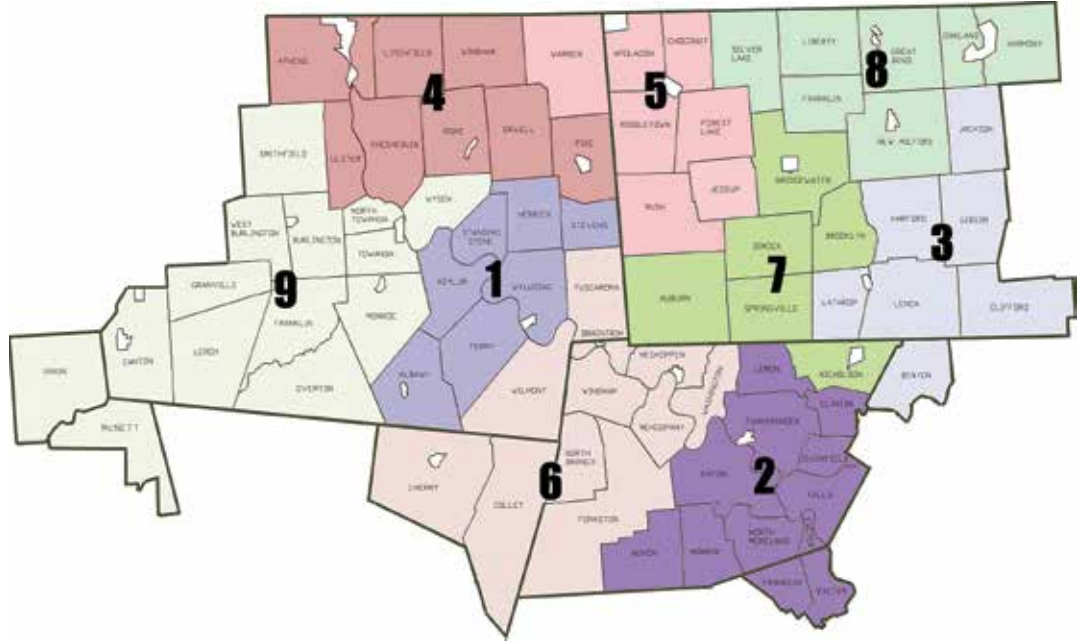 ATHENS
LITCHFIELD
WINDHAM
WARREN
APOLACON
CHOCONUT
SILVER
LAKE
LIBERTY
GREAT
BEND
OAKLAND
HARMONY
4
5
8
SMITHFIELD
ULSTER
SHESHEQUIN
ROME
ORWELL
PIKE
MIDDLETOWN
FOREST
LAKE
FRANKLIN
NEW MILFORD
JACKSON
BRIDGEWATER
JESSUP
RUSH
WYSOX
NORTH
TOWANDA
WEST
BURLINGTON
BURLINGTON
TOWANDA
STANDING
STONE
HERRICK
STEVENS
HARFORD
GIBSON
BROOKLYN
DIMOCK
3
1
7
9
ASYLUM
WYALUSING
TUSCARORA
AUBURN
SPRINGVILLE
LATHROP
LENOX
CLIFFORD
GRANVILLE
FRANKLIN
MONROE
LEROY
CANTON
UNION
TERRY
ALBANY
WILMONT
BRAINTRIM
MESHOPPEN
WINDHAM
WASHINGTON
LEMON
NICHOLSON
BENTON
OVERTON
MEHOOPANY
TUNKHANNOCK
CLINTON
CHERRY
COLLEY
NORTH
BRANCH
6
EATON
2
FALLS
FORKSTON
NOXEN
MONROE
NORTH
MORELAND
FRANKLIN
EXETER